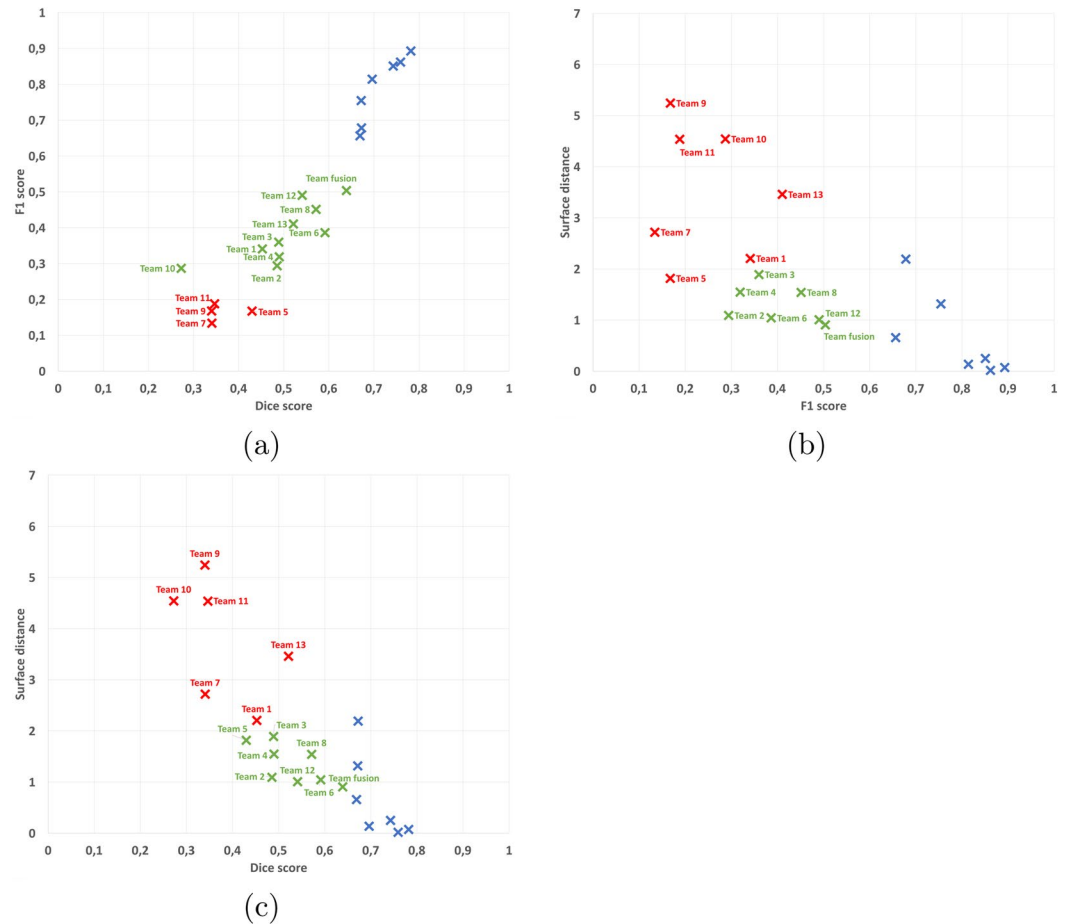 1
0,9
0,8
0,7
0,6
0,5
0,4
0,3
0,2
0,1
0
F1 score
Team fusion
Team 12
Team 8
Team 13
Team 6
Team 3
Team 1
Team 4
Team 10
Team 2
Team 11
Team 9
Team 5
Team 7
0 0,1 0,2 0,3 0,4 0,5 0,6 0,7 0,8 0,9 1
Dice score
(a)
7
6
5
4
3
2
1
0
Surface distance
Team 9
Team 10
Team 11
Team 13
Team 7
Team 1
Team 5
Team 3
Team 4
Team 8
Team 2
Team 6
Team 12
Team fusion
0 0,1 0,2 0,3 0,4 0,5 0,6 0,7 0,8 0,9 1
F1 score
(b)
7
6
5
4
3
2
1
0
Surface distance
Team 9
Team 10
Team 11
Team 13
Team 7
Team 1
Team 5
Team 3
Team 4
Team 8
Team 2
Team 12
Team fusion
Team 6
0 0,1 0,2 0,3 0,4 0,5 0,6 0,7 0,8 0,9 1
Dice score
(c)